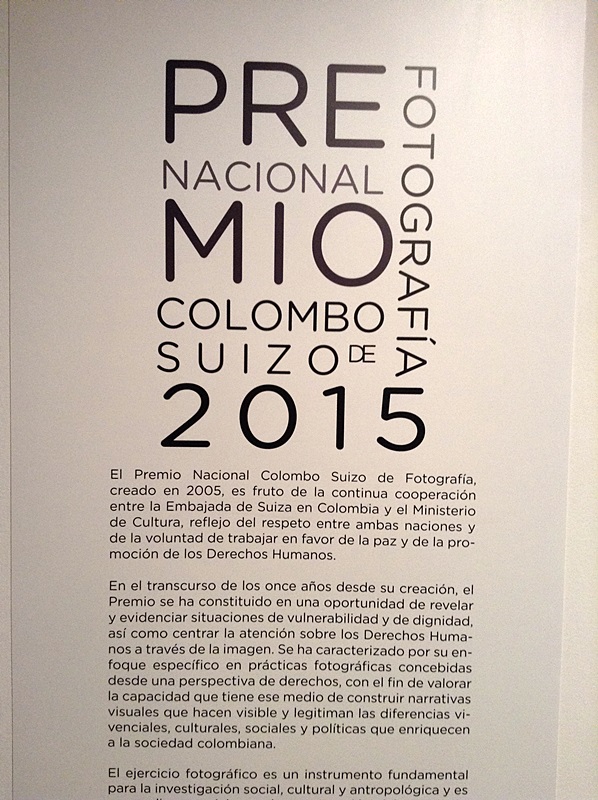 PRE
NACIONAL
MIO
COLOMBO
SUIZO DE
FOTOGRAFÍA
2015
El Premio Nacional Colombo Suizo de Fotografía,
creado en 2005, es fruto de la continua cooperación
entre la Embajada de Suiza en Colombia y el Ministerio
de Cultura, reflejo del respeto entre ambas naciones y
de la voluntad de trabajar en favor de la paz y de la pro-
moción de los Derechos Humanos.
En el transcurso de los once años desde su creación, el
Premio se ha constituido en una oportunidad de revelar
y evidenciar situaciones de vulnerabilidad y de dignidad,
así como centrar la atención sobre los Derechos Huma-
nos a través de la imagen. Se ha caracterizado por su en-
foque específico en prácticas fotográficas concebidas
desde una perspectiva de derechos, con el fin de valorar
la capacidad que tiene ese medio de construir narrativas
visuales que hacen visible y legitiman las diferencias vi-
venciales, culturales, sociales y políticas que enriquecen
a la sociedad colombiana.
El ejercicio fotográfico es un instrumento fundamental
para la investigación social, cultural y antropológica y es